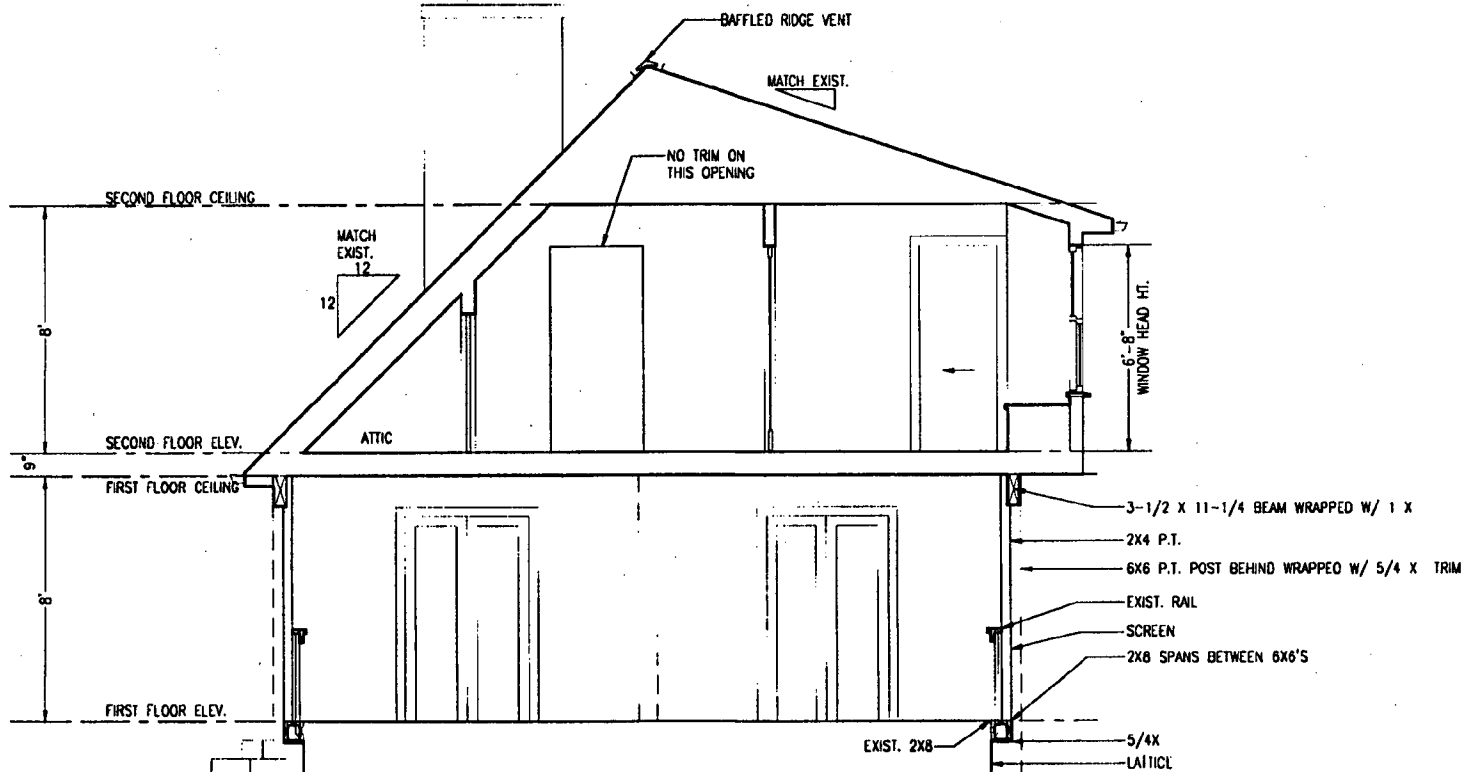 BAFFLED RIDGE VENT
MATCH EXIST.
NO TRIM ON
THIS OPENING
SECOND FLOOR CEILING
MATCH
EXIST.
12
12
8'
6'-8"
WINDOW HEAD HT.
SECOND FLOOR ELEV.
ATTIC
9"
FIRST FLOOR CEILING
3-1/2 X 11-1/4 BEAM WRAPPED W/ 1 X
2X4 P.T.
6X6 P.T. POST BEHIND WRAPPED W/ 5/4 X TRIM
8'
EXIST. RAIL
SCREEN
2X8 SPANS BETWEEN 6X6'S
FIRST FLOOR ELEV.
EXIST. 2X8
5/4X
LATTICE